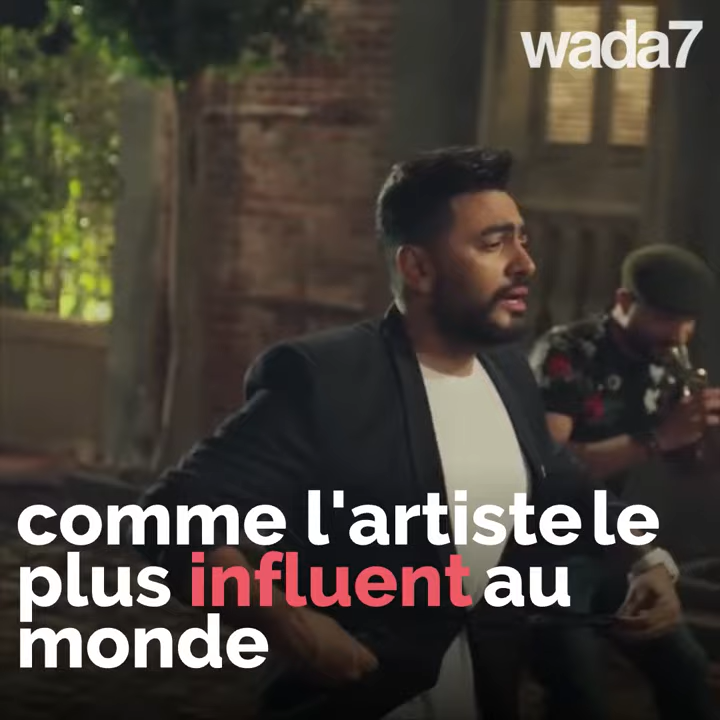 wada7
comme l'artiste le
plus influent au
monde